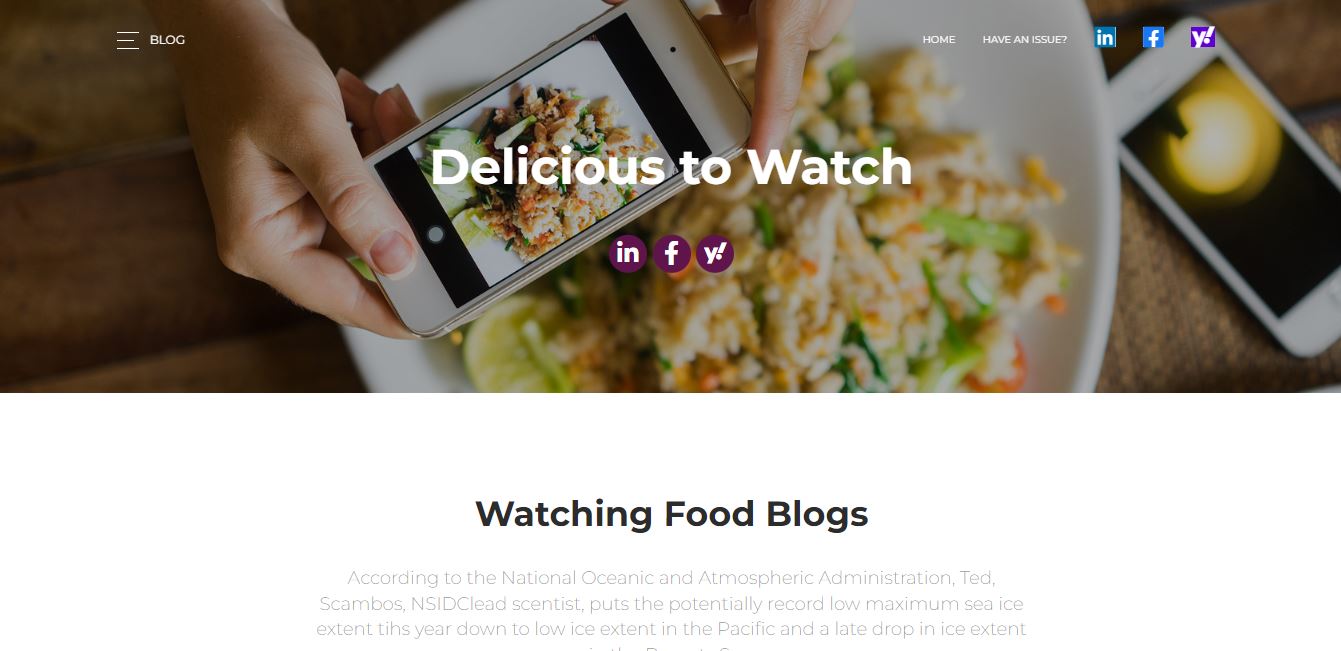 BLOG
HOME
HAVE AN ISSUE?
in
f
y!
Delicious to Watch
in
f
y!
Watching Food Blogs
According to the National Oceanic and Atmospheric Administration, Ted,
Scambos, NSIDClead scentist, puts the potentially record low maximum sea ice
extent tihs year down to low ice extent in the Pacific and a late drop in ice extent